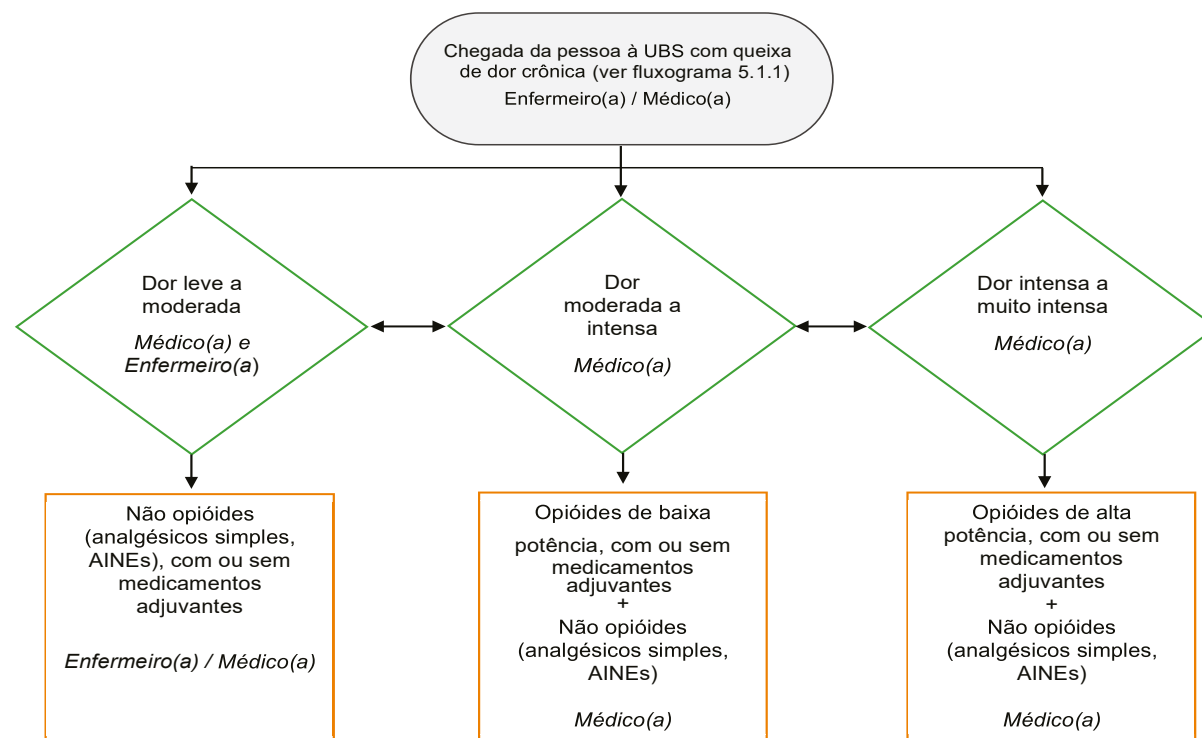 Chegada da pessoa à UBS com queixa
de dor crônica (ver fluxograma 5.1.1)
Enfermeiro(a) / Médico(a)
Dor leve a
moderada
Médico(a) e
Enfermeiro(a)
Dor
moderada a
intensa
Médico(a)
Dor intensa a
muito intensa
Médico(a)
Não opióides
(analgésicos simples,
AINEs), com ou sem
medicamentos
adjuvantes
Enfermeiro(a) / Médico(a)
Opióides de baixa
potência, com ou sem
medicamentos
adjuvantes
+
Não opióides
(analgésicos simples,
AINEs)
Médico(a)
Opióides de alta
potência, com ou sem
medicamentos
adjuvantes
+
Não opióides
(analgésicos simples,
AINEs)
Médico(a)